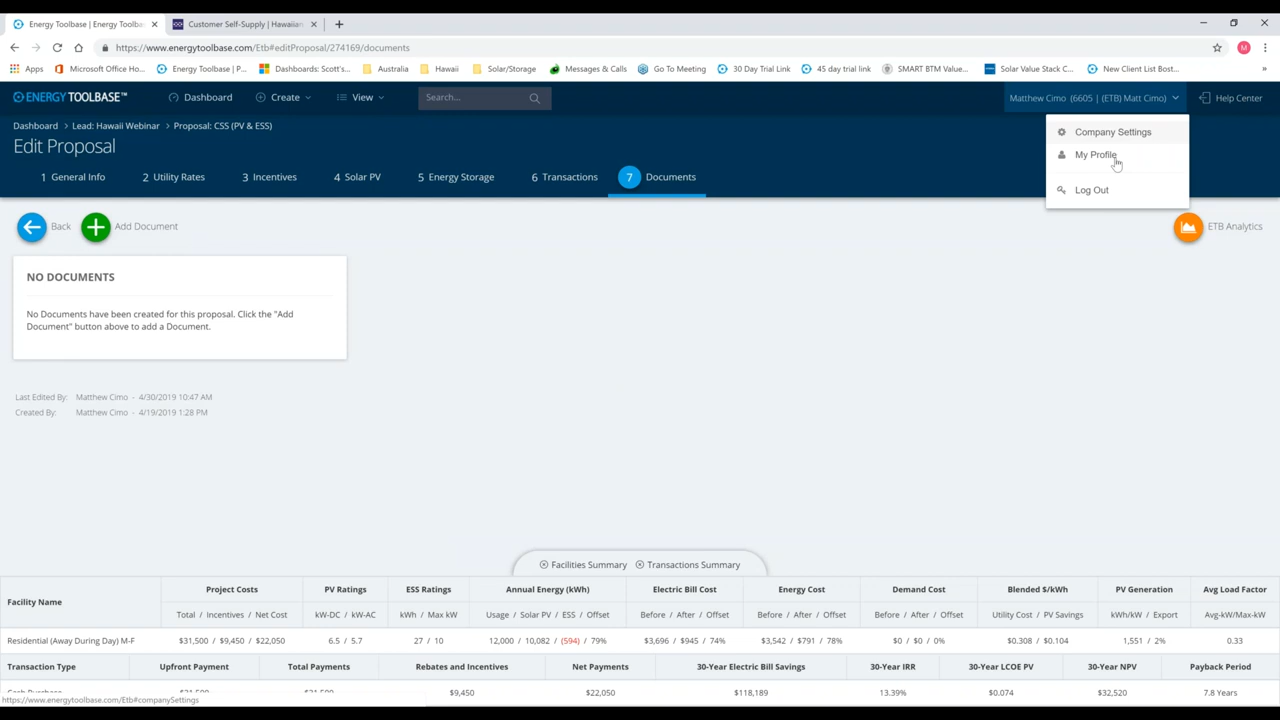 Energy Toolbase | Energy Toolba
Customer Self-Supply | Hawaiian
https://www.energytoolbase.com/Etb#editProposal/274169/documents
M
Apps
Microsoft Office Ho...
Energy Toolbase | P...
Dashboards: Scott's...
Australia
Hawaii
Solar/Storage
Messages & Calls
Go To Meeting
30 Day Trial Link
45 day trial link
SMART BTM Value...
Solar Value Stack C...
New Client List Bost...
»
ENERGY TOOLBASE™
Dashboard
Create
View
Search...
Matthew Cimo (6605 | (ETB) Matt Cimo)
Help Center
Dashboard > Lead: Hawaii Webinar > Proposal: CSS (PV & ESS)
Edit Proposal
Company Settings
My Profile
Log Out
1 General Info
2 Utility Rates
3 Incentives
4 Solar PV
5 Energy Storage
6 Transactions
7 Documents
Back
Add Document
ETB Analytics
NO DOCUMENTS
No Documents have been created for this proposal. Click the "Add
Document" button above to add a Document.
Last Edited By: Matthew Cimo - 4/30/2019 10:47 AM
Created By: Matthew Cimo - 4/19/2019 1:28 PM
Facilities Summary
Transactions Summary
Facility Name
Project Costs
PV Ratings
ESS Ratings
Annual Energy (kWh)
Electric Bill Cost
Energy Cost
Demand Cost
Blended $/kWh
PV Generation
Avg Load Factor
Total / Incentives / Net Cost
kW-DC / kW-AC
kWh / Max kW
Usage / Solar PV / ESS / Offset
Before / After / Offset
Before / After / Offset
Before / After / Offset
Utility Cost / PV Savings
kWh/kW / Export
Avg-kW/Max-kW
Residential (Away During Day) M-F
$31,500 / $9,450 / $22,050
6.5 / 5.7
27 / 10
12,000 / 10,082 / (594) / 79%
$3,696 / $945 / 74%
$3,542 / $791 / 78%
$0 / $0 / 0%
$0.308 / $0.104
1,551 / 2%
0.33
Transaction Type
Upfront Payment
Total Payments
Rebates and Incentives
Net Payments
30-Year Electric Bill Savings
30-Year IRR
30-Year LCOE PV
30-Year NPV
Payback Period
Cash Purchase
$31,500
$31,500
$9,450
$22,050
$118,189
13.39%
$0.074
$32,520
7.8 Years
https://www.energytoolbase.com/Etb#companySettings